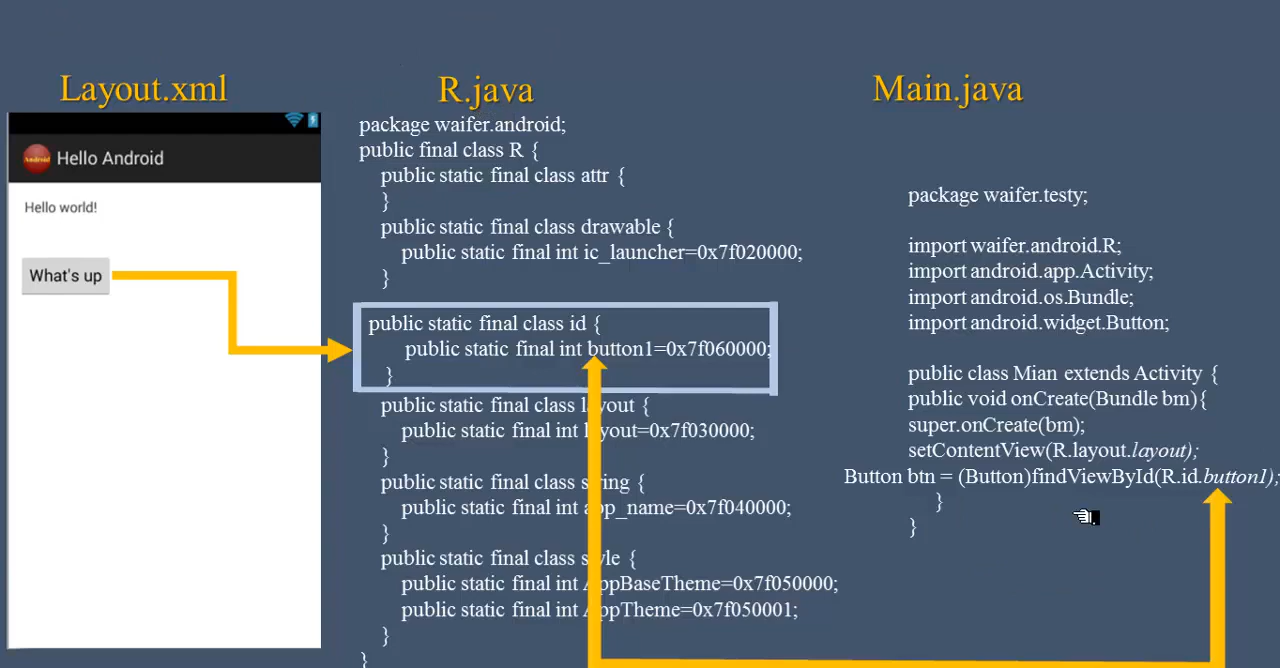 Layout.xml
Android
Hello Android
Hello world!
What's up
R.java
package waifer.android;
public final class R {
public static final class attr {
}
public static final class drawable {
public static final int ic_launcher=0x7f020000;
}
public static final class id {
public static final int button1=0x7f060000;
}
public static final class layout {
public static final int layout=0x7f030000;
}
public static final class string {
public static final int app_name=0x7f040000;
}
public static final class style {
public static final int AppBaseTheme=0x7f050000;
public static final int AppTheme=0x7f050001;
}
}
Main.java
package waifer.testy;
import waifer.android.R;
import android.app.Activity;
import android.os.Bundle;
import android.widget.Button;
public class Mian extends Activity {
public void onCreate(Bundle bm){
super.onCreate(bm);
setContentView(R.layout.layout);
Button btn = (Button)findViewById(R.id.button1);
}
}